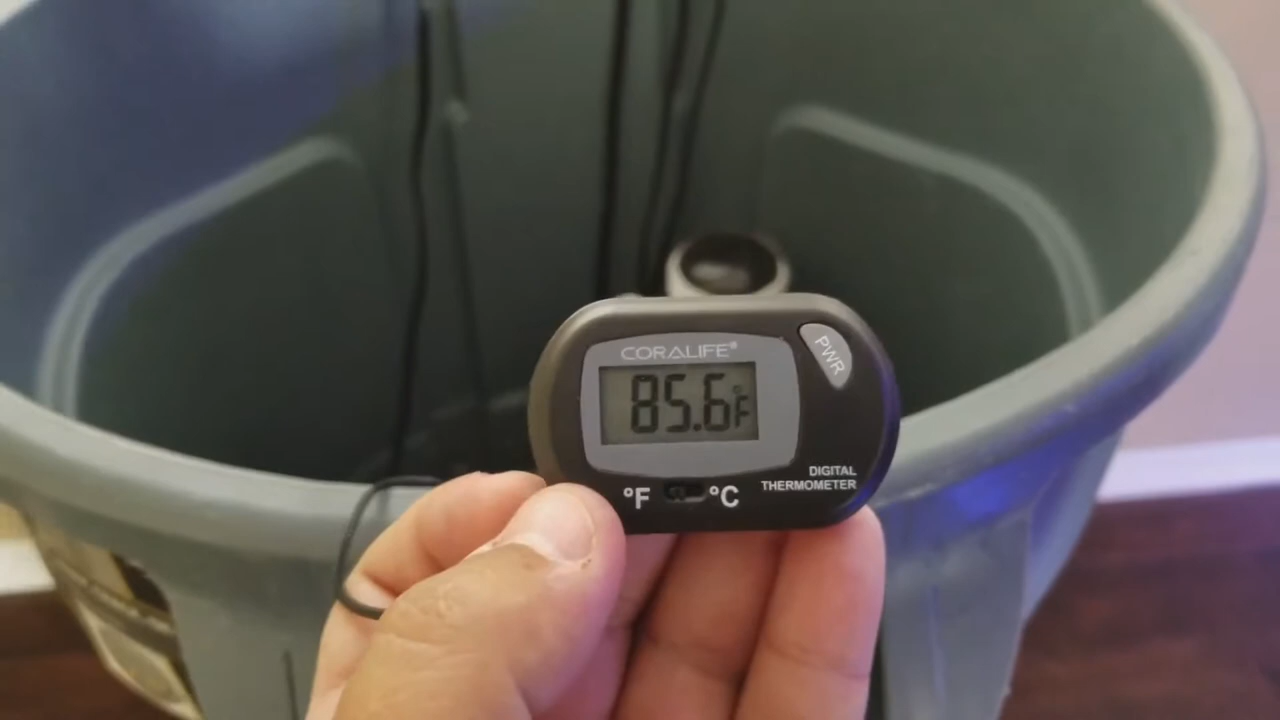 CORALIFE®
PWR
85.6°F
DIGITAL
THERMOMETER
°F °C